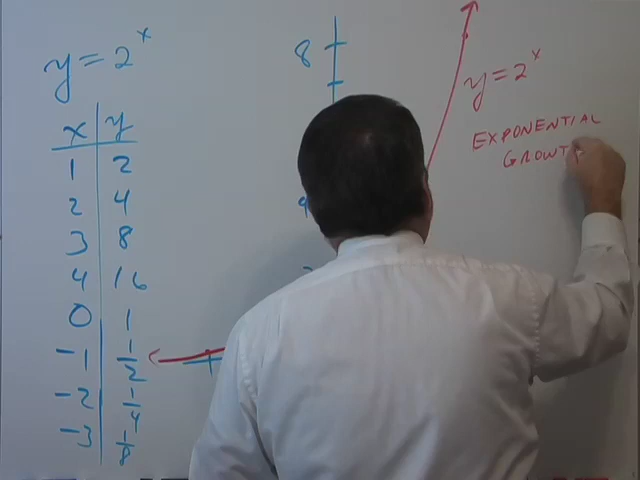 y = 2^x
x y
1 2
2 4
3 8
4 16
0 1
-1 1/2
-2 1/4
-3 1/8
8
y = 2^x
EXPONENTIAL